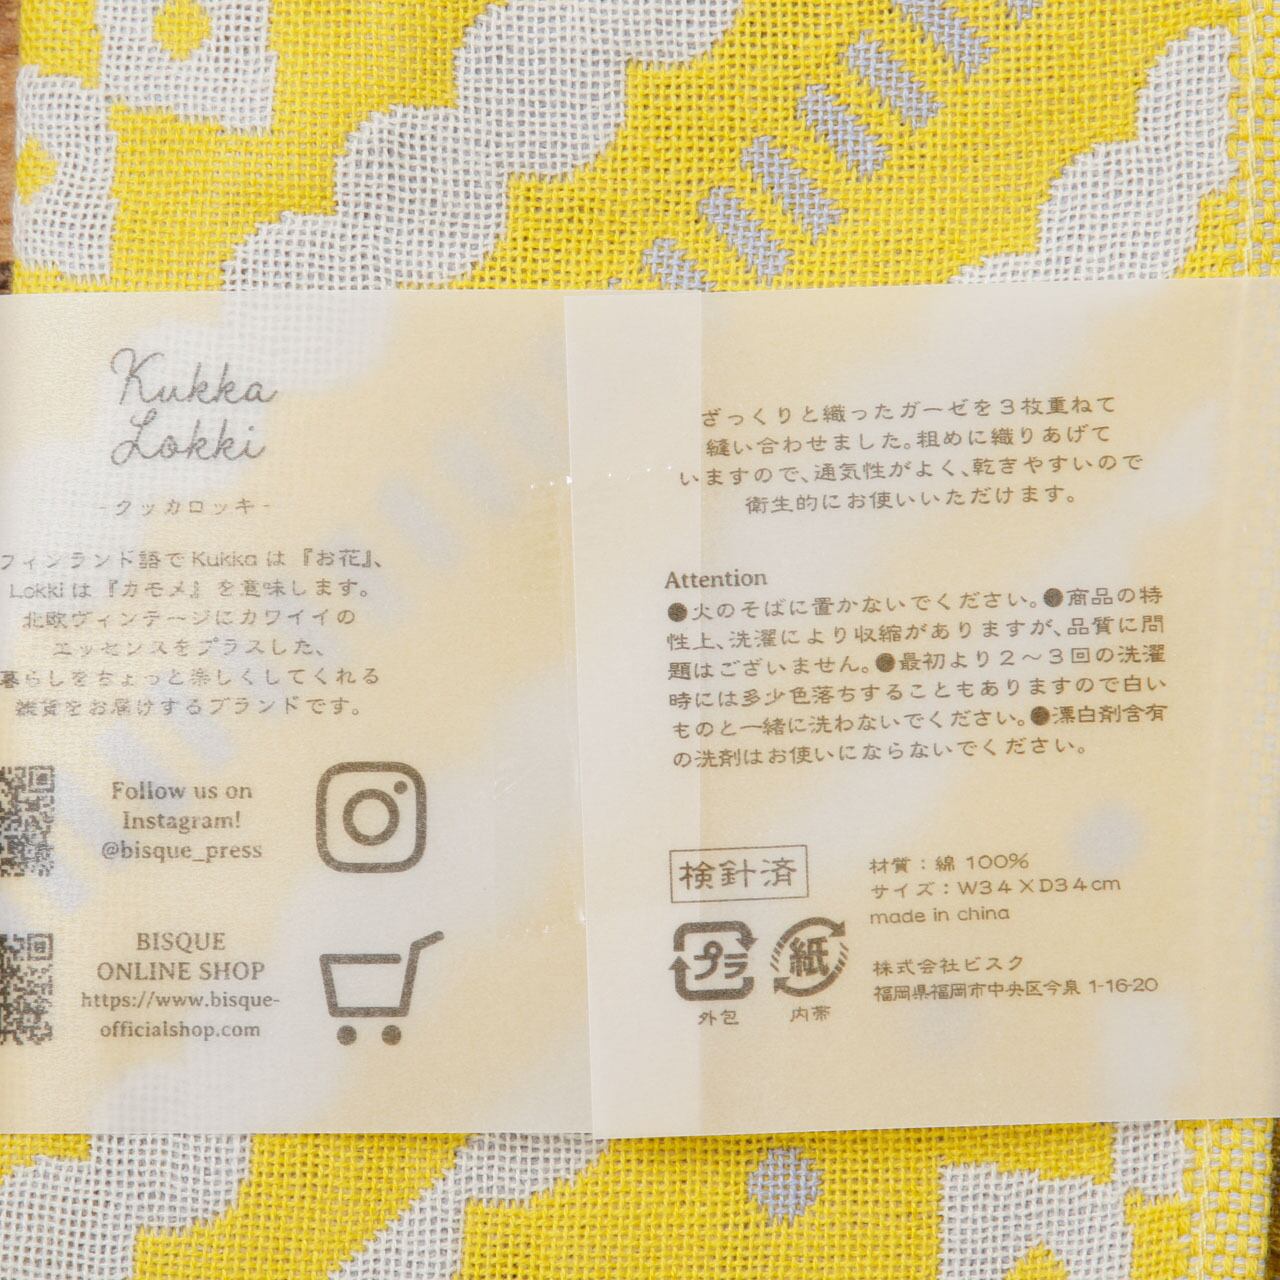 Kukka
Lokki
-クッカロッキ-
フィンランド語でKukkaは『お花』、
Lokkiは『カモメ』を意味します。
北欧ヴィンテージにカワイイの
エッセンスをプラスした、
暮らしをちょっと楽しくしてくれる
雑貨をお届けするブランドです。
Follow us on
Instagram!
@bisque_press
BISQUE
ONLINE SHOP
https://www.bisque-
officialshop.com
ざっくりと織ったガーゼを3枚重ねて
縫い合わせました。粗めに織りあげて
いますので、通気性がよく、乾きやすいので
衛生的にお使いいただけます。
Attention
●火のそばに置かないでください。●商品の特
性上、洗濯により収縮がありますが、品質に問
題はございません。●最初より2〜3回の洗濯
時には多少色落ちすることもありますので白い
ものと一緒に洗わないでください。●漂白剤含有
の洗剤はお使いにならないでください。
検針済
プラ
外包
紙
内帯
材質：綿 100%
サイズ：W34×D34cm
made in china
株式会社ビスク
福岡県福岡市中央区今泉 1-16-20